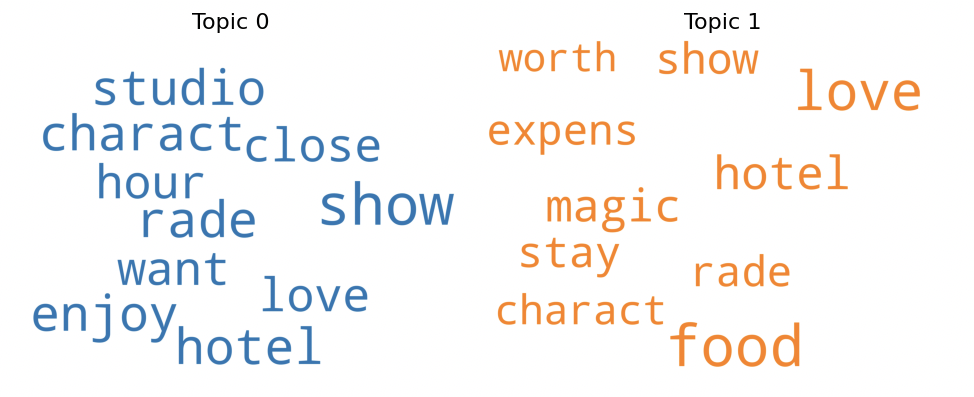 Topic 0
studio
charact
close
hour
show
rade
want
love
enjoy
hotel
Topic 1
worth
show
love
expens
hotel
magic
stay
rade
charact
food